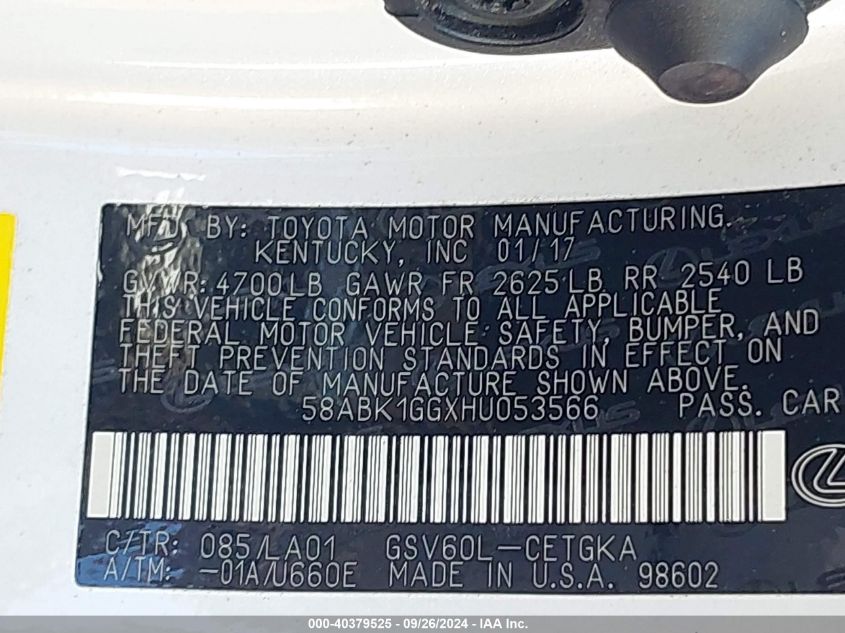 MFD BY: TOYOTA MOTOR MANUFACTURING.
KENTUCKY, INC 01/17
GVWR: 4700LB GAWR FR 2625LB RR 2540 LB
THIS VEHICLE CONFORMS TO ALL APPLICABLE
FEDERAL MOTOR VEHICLE SAFETY, BUMPER, AND
THEFT PREVENTION STANDARDS IN EFFECT ON
THE DATE OF MANUFACTURE SHOWN ABOVE.
58ABK1GGXHU053566 PASS. CAR
C/TR: 085/LA01 GSV60L-CETGKA
A/TM: -01A/U660E MADE IN U.S.A. 98602
000-40379525 - 09/26/2024 - IAA Inc.